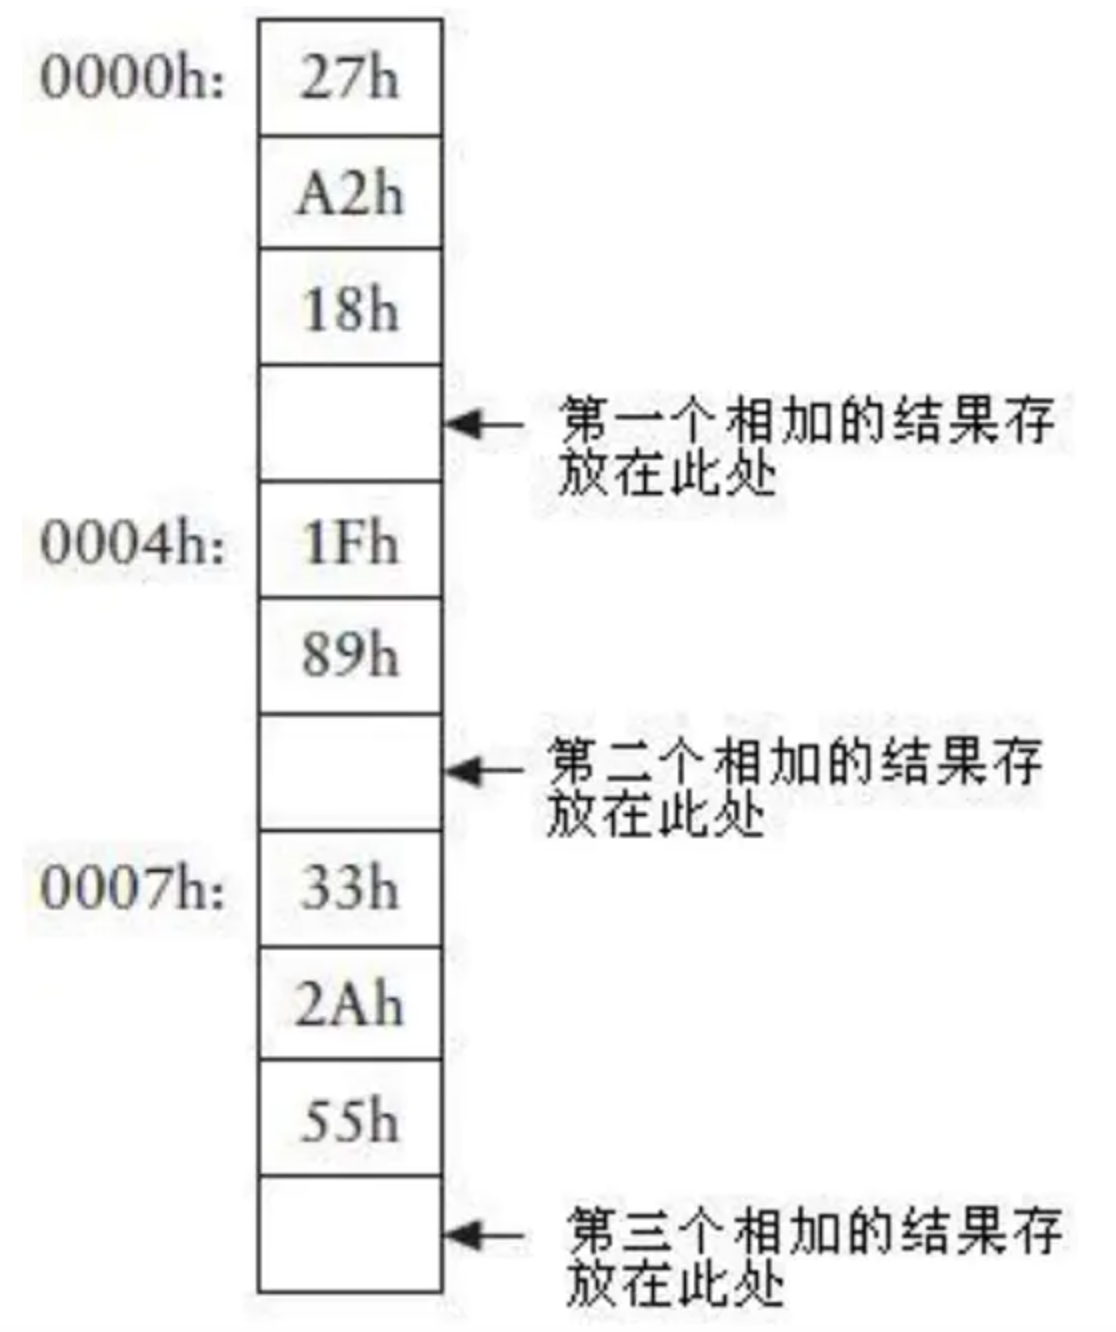 0000h: 27h
A2h
18h
第一个相加的结果存
放在此处
0004h: 1Fh
89h
第二个相加的结果存
放在此处
0007h: 33h
2Ah
55h
第三个相加的结果存
放在此处